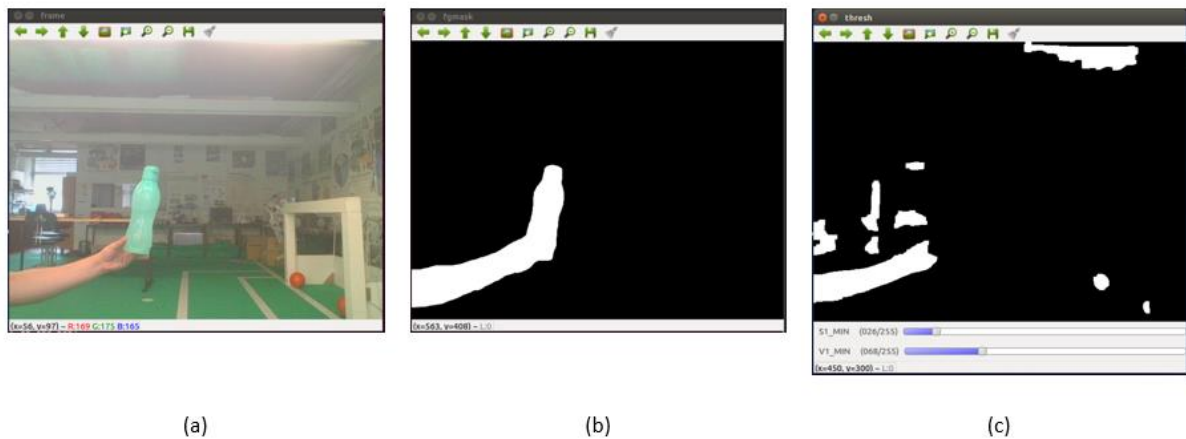 frame
fgmask
thresh
(x=56, y=97) ~ R:169 G:175 B:165
(x=563, y=408) ~ L:0
S1_MIN (026/255)
V1_MIN (068/255)
(x=450, y=300) ~ L:0
(a)
(b)
(c)